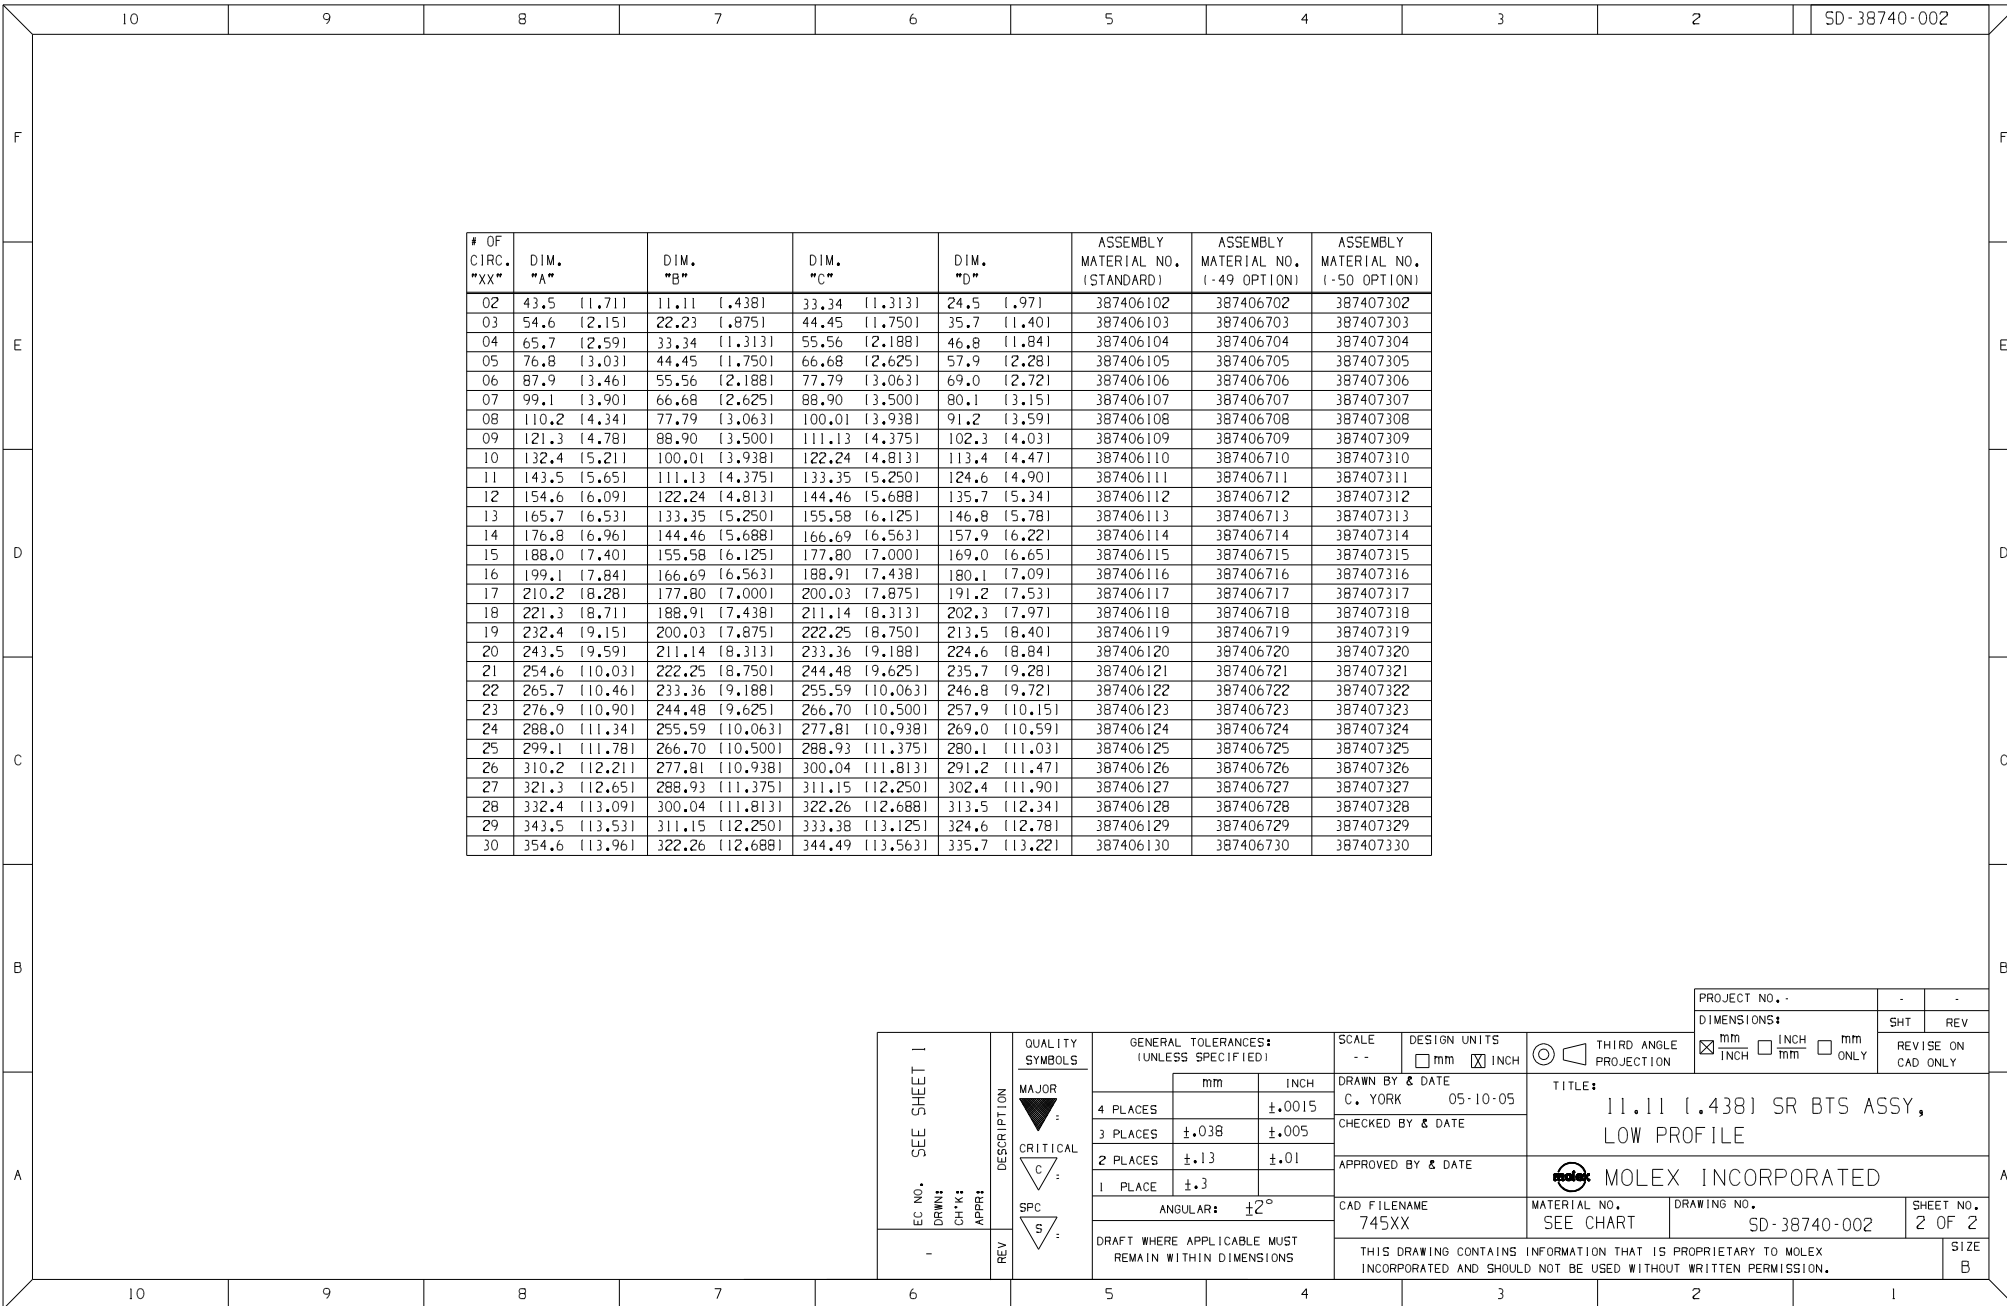 10 9 8 7 6 5 4 3 2 SD-38740-002
F F
E E
D D
C C
B B
A A
# OF CIRC. "XX" DIM. "A" DIM. "B" DIM. "C" DIM. "D" ASSEMBLY MATERIAL NO. (STANDARD) ASSEMBLY MATERIAL NO. (-49 OPTION) ASSEMBLY MATERIAL NO. (-50 OPTION)
02 43.5 [1.71] 11.11 [.438] 33.34 [1.313] 24.5 [.97] 387406102 387406702 387407302
03 54.6 [2.15] 22.23 [.875] 44.45 [1.750] 35.7 [1.40] 387406103 387406703 387407303
04 65.7 [2.59] 33.34 [1.313] 55.56 [2.188] 46.8 [1.84] 387406104 387406704 387407304
05 76.8 [3.03] 44.45 [1.750] 66.68 [2.625] 57.9 [2.28] 387406105 387406705 387407305
06 87.9 [3.46] 55.56 [2.188] 77.79 [3.063] 69.0 [2.72] 387406106 387406706 387407306
07 99.1 [3.90] 66.68 [2.625] 88.90 [3.500] 80.1 [3.15] 387406107 387406707 387407307
08 110.2 [4.34] 77.79 [3.063] 100.01 [3.938] 91.2 [3.59] 387406108 387406708 387407308
09 121.3 [4.78] 88.90 [3.500] 111.13 [4.375] 102.3 [4.03] 387406109 387406709 387407309
10 132.4 [5.21] 100.01 [3.938] 122.24 [4.813] 113.4 [4.47] 387406110 387406710 387407310
11 143.5 [5.65] 111.13 [4.375] 133.35 [5.250] 124.6 [4.90] 387406111 387406711 387407311
12 154.6 [6.09] 122.24 [4.813] 144.46 [5.688] 135.7 [5.34] 387406112 387406712 387407312
13 165.7 [6.53] 133.35 [5.250] 155.58 [6.125] 146.8 [5.78] 387406113 387406713 387407313
14 176.8 [6.96] 144.46 [5.688] 166.69 [6.563] 157.9 [6.22] 387406114 387406714 387407314
15 188.0 [7.40] 155.58 [6.125] 177.80 [7.000] 169.0 [6.65] 387406115 387406715 387407315
16 199.1 [7.84] 166.69 [6.563] 188.91 [7.438] 180.1 [7.09] 387406116 387406716 387407316
17 210.2 [8.28] 177.80 [7.000] 200.03 [7.875] 191.2 [7.53] 387406117 387406717 387407317
18 221.3 [8.71] 188.91 [7.438] 211.14 [8.313] 202.3 [7.97] 387406118 387406718 387407318
19 232.4 [9.15] 200.03 [7.875] 222.25 [8.750] 213.5 [8.40] 387406119 387406719 387407319
20 243.5 [9.59] 211.14 [8.313] 233.36 [9.188] 224.6 [8.84] 387406120 387406720 387407320
21 254.6 [10.03] 222.25 [8.750] 244.48 [9.625] 235.7 [9.28] 387406121 387406721 387407321
22 265.7 [10.46] 233.36 [9.188] 255.59 [10.063] 246.8 [9.72] 387406122 387406722 387407322
23 276.9 [10.90] 244.48 [9.625] 266.70 [10.500] 257.9 [10.15] 387406123 387406723 387407323
24 288.0 [11.34] 255.59 [10.063] 277.81 [10.938] 269.0 [10.59] 387406124 387406724 387407324
25 299.1 [11.78] 266.70 [10.500] 288.93 [11.375] 280.1 [11.03] 387406125 387406725 387407325
26 310.2 [12.21] 277.81 [10.938] 300.04 [11.813] 291.2 [11.47] 387406126 387406726 387407326
27 321.3 [12.65] 288.93 [11.375] 311.15 [12.250] 302.4 [11.90] 387406127 387406727 387407327
28 332.4 [13.09] 300.04 [11.813] 322.26 [12.688] 313.5 [12.34] 387406128 387406728 387407328
29 343.5 [13.53] 311.15 [12.250] 333.38 [13.125] 324.6 [12.78] 387406129 387406729 387407329
30 354.6 [13.96] 322.26 [12.688] 344.49 [13.563] 335.7 [13.22] 387406130 387406730 387407330
PROJECT NO. - - -
DIMENSIONS: SHT REV
mm/INCH INCH/mm mm ONLY
REVISE ON
CAD ONLY
EC NO. SEE SHEET 1
DRWN:
CH'K:
APPR:
-
DESCRIPTION
REV
QUALITY
SYMBOLS
MAJOR
=
CRITICAL
C =
SPC
S =
GENERAL TOLERANCES:
(UNLESS SPECIFIED)
mm INCH
4 PLACES ±.0015
3 PLACES ±.038 ±.005
2 PLACES ±.13 ±.01
1 PLACE ±.3
ANGULAR: ±2°
DRAFT WHERE APPLICABLE MUST
REMAIN WITHIN DIMENSIONS
SCALE
--
DESIGN UNITS
mm X INCH
THIRD ANGLE
PROJECTION
DRAWN BY & DATE
C. YORK 05-10-05
CHECKED BY & DATE
APPROVED BY & DATE
TITLE:
11.11 [.438] SR BTS ASSY,
LOW PROFILE
molex MOLEX INCORPORATED
CAD FILENAME
745XX
MATERIAL NO.
SEE CHART
DRAWING NO.
SD-38740-002
SHEET NO.
2 OF 2
THIS DRAWING CONTAINS INFORMATION THAT IS PROPRIETARY TO MOLEX
INCORPORATED AND SHOULD NOT BE USED WITHOUT WRITTEN PERMISSION.
SIZE
B
10 9 8 7 6 5 4 3 2 1